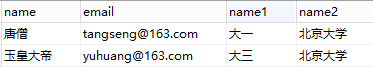 name email name1 name2
唐僧 tangseng@163.com 大一 北京大学
玉皇大帝 yuhuang@163.com 大三 北京大学